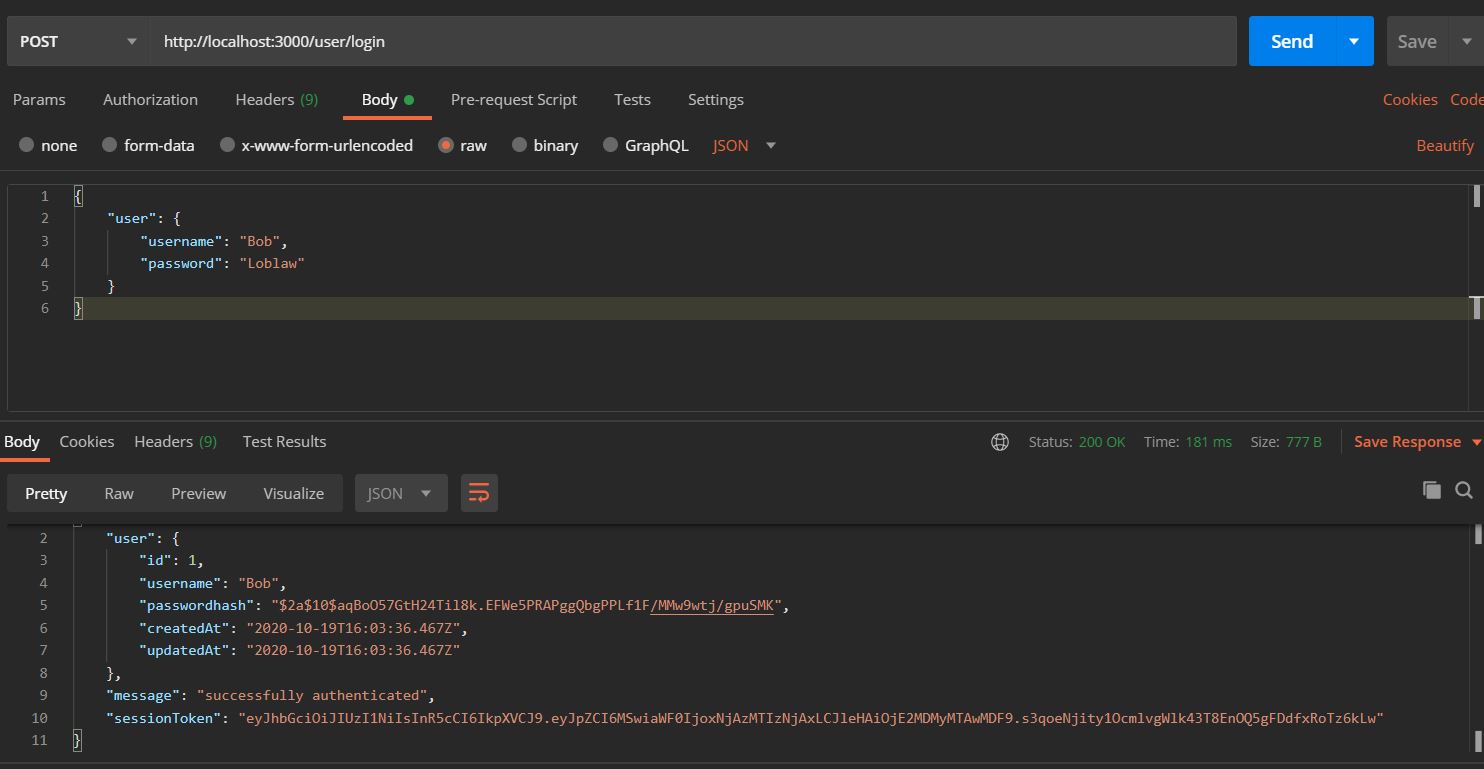 POST http://localhost:3000/user/login Send Save
Params Authorization Headers (9) Body Pre-request Script Tests Settings Cookies Code
none form-data x-www-form-urlencoded raw binary GraphQL JSON Beautify
1 {
2 "user": {
3 "username": "Bob",
4 "password": "Loblaw"
5 }
6 }
Body Cookies Headers (9) Test Results Status: 200 OK Time: 181 ms Size: 777 B Save Response
Pretty Raw Preview Visualize JSON
2 "user": {
3 "id": 1,
4 "username": "Bob",
5 "passwordhash": "$2a$10$aqBoO57GtH24Til8k.EFWe5PRAPggQbgPPLf1F/MMw9wtj/gpuSMK",
6 "createdAt": "2020-10-19T16:03:36.467Z",
7 "updatedAt": "2020-10-19T16:03:36.467Z"
8 },
9 "message": "successfully authenticated",
10 "sessionToken": "eyJhbGciOiJIUzI1NiIsInR5cCI6IkpXVCJ9.eyJpZCI6MSwiaWF0IjoxNjAzMTIzNjAxLCJleHAiOjE2MDMyMTAwMDF9.s3qoeNjity1OcmlvgWlk43T8EnOQ5gFDdfxRoTz6kLw"
11 }